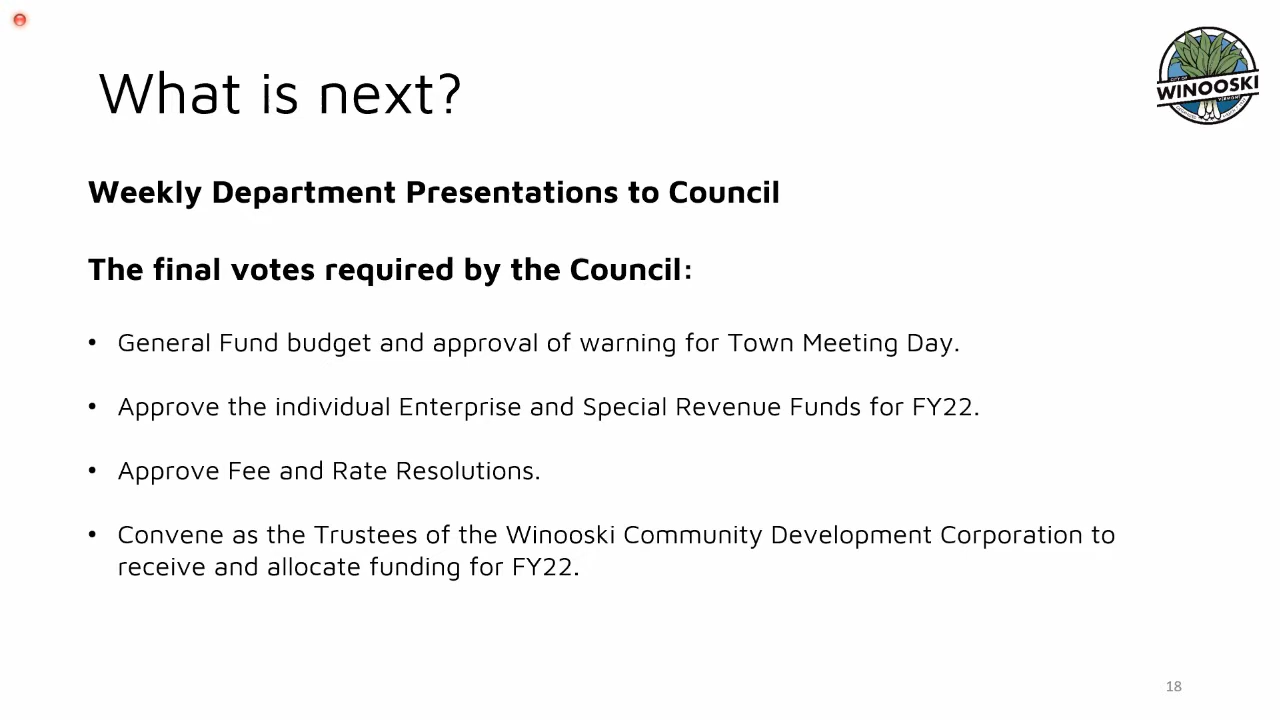 What is next?
CITY OF
WINOOSKI
VERMONT
Weekly Department Presentations to Council
The final votes required by the Council:
• General Fund budget and approval of warning for Town Meeting Day.
• Approve the individual Enterprise and Special Revenue Funds for FY22.
• Approve Fee and Rate Resolutions.
• Convene as the Trustees of the Winooski Community Development Corporation to
receive and allocate funding for FY22.
18